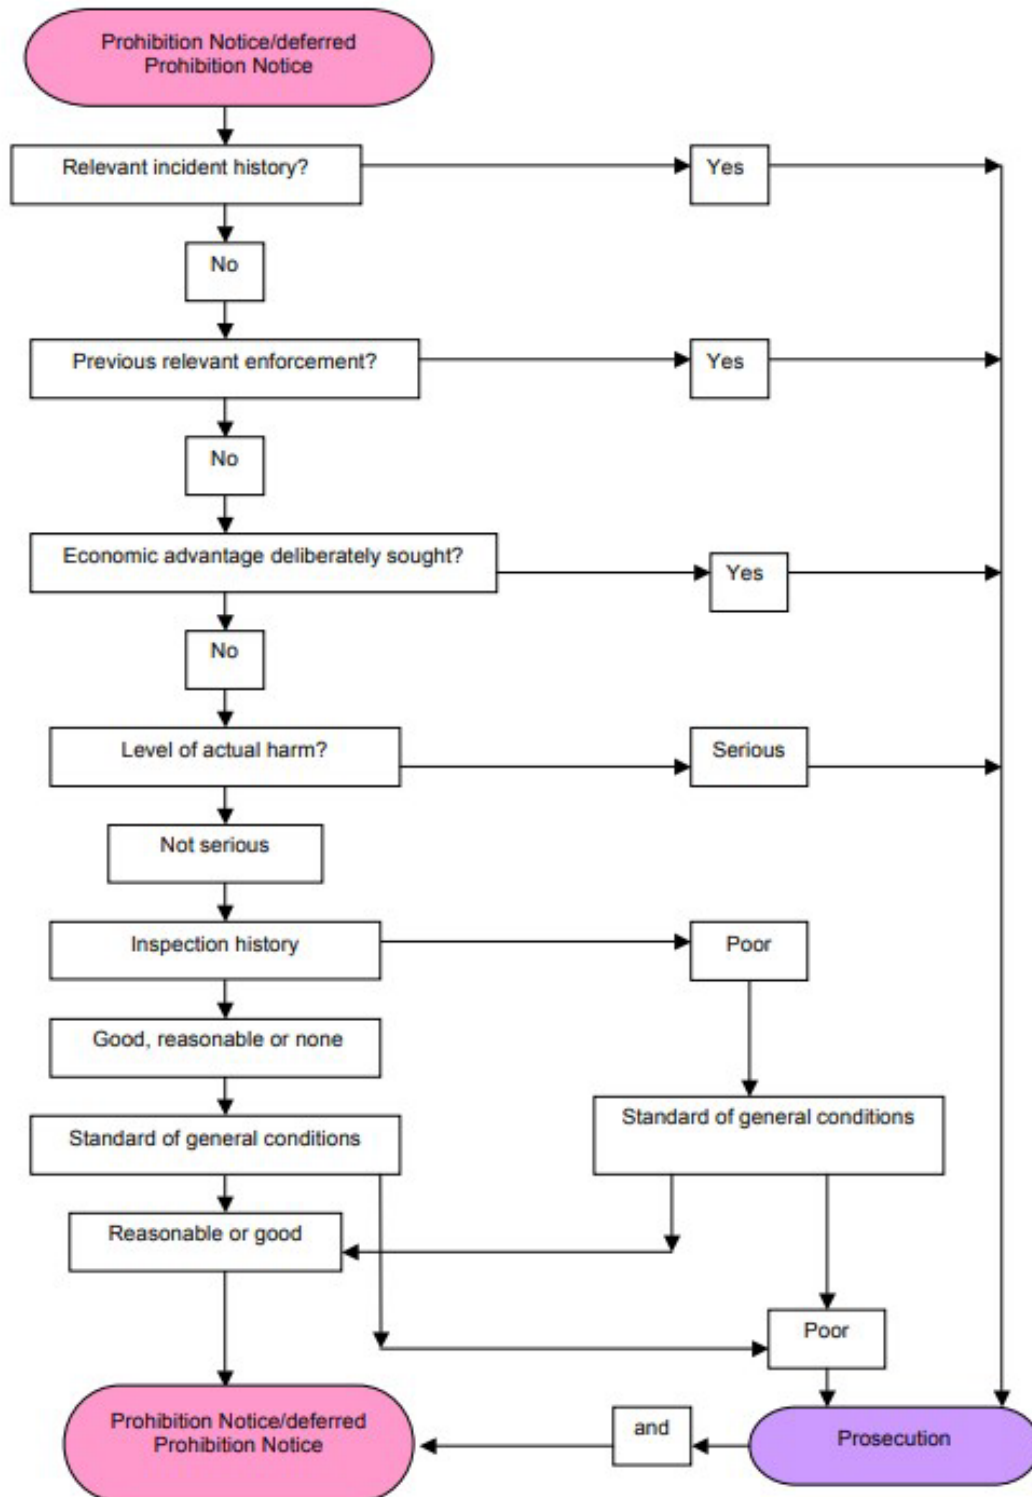 Prohibition Notice/deferred
Prohibition Notice
Relevant incident history?
Yes
No
Previous relevant enforcement?
Yes
No
Economic advantage deliberately sought?
Yes
No
Level of actual harm?
Serious
Not serious
Inspection history
Poor
Good, reasonable or none
Standard of general conditions
Standard of general conditions
Reasonable or good
Poor
Prohibition Notice/deferred
Prohibition Notice
and
Prosecution